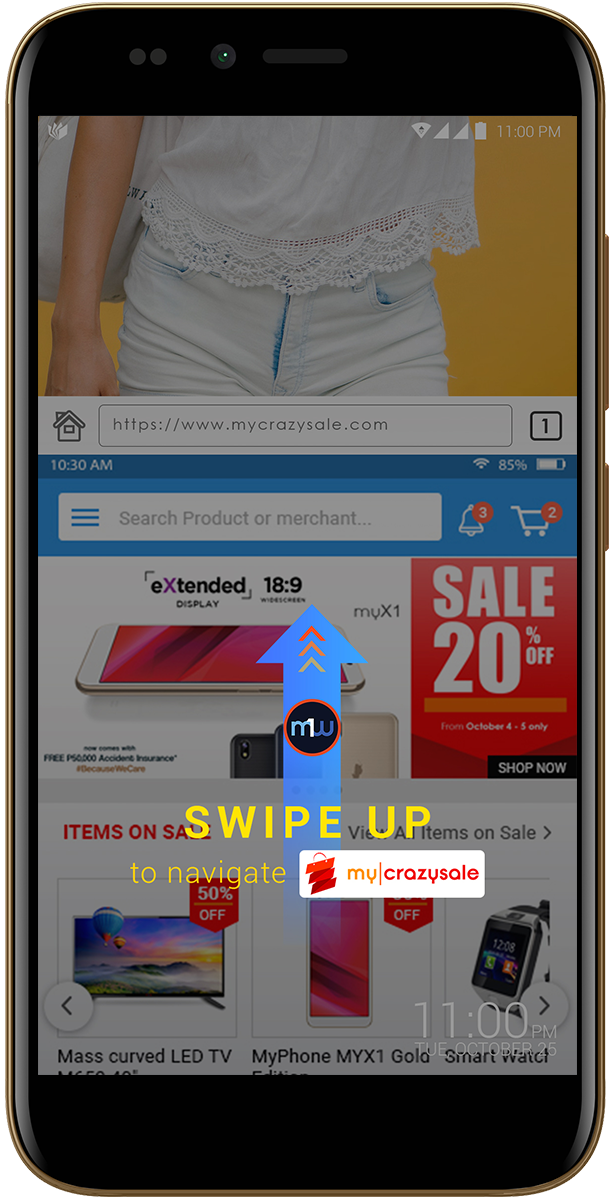 11:00 PM
https://www.mycrazysale.com
1
10:30 AM
85%
Search Product or merchant...
3
2
eXtended
DISPLAY
18:9
WIDESCREEN
myX1
SALE
20% OFF
From October 4 - 5 only
SHOP NOW
now comes with
FREE P50,000 Accident Insurance*
#BecauseWeCare
m1w
SWIPE UP
ITEMS ON SALE
View All Items on Sale
to navigate my|crazysale
50%
OFF
OFF
12:08
11:00 PM
TUE, OCTOBER 25
Mass curved LED TV
MyPhone MYX1 Gold
Smart Watch